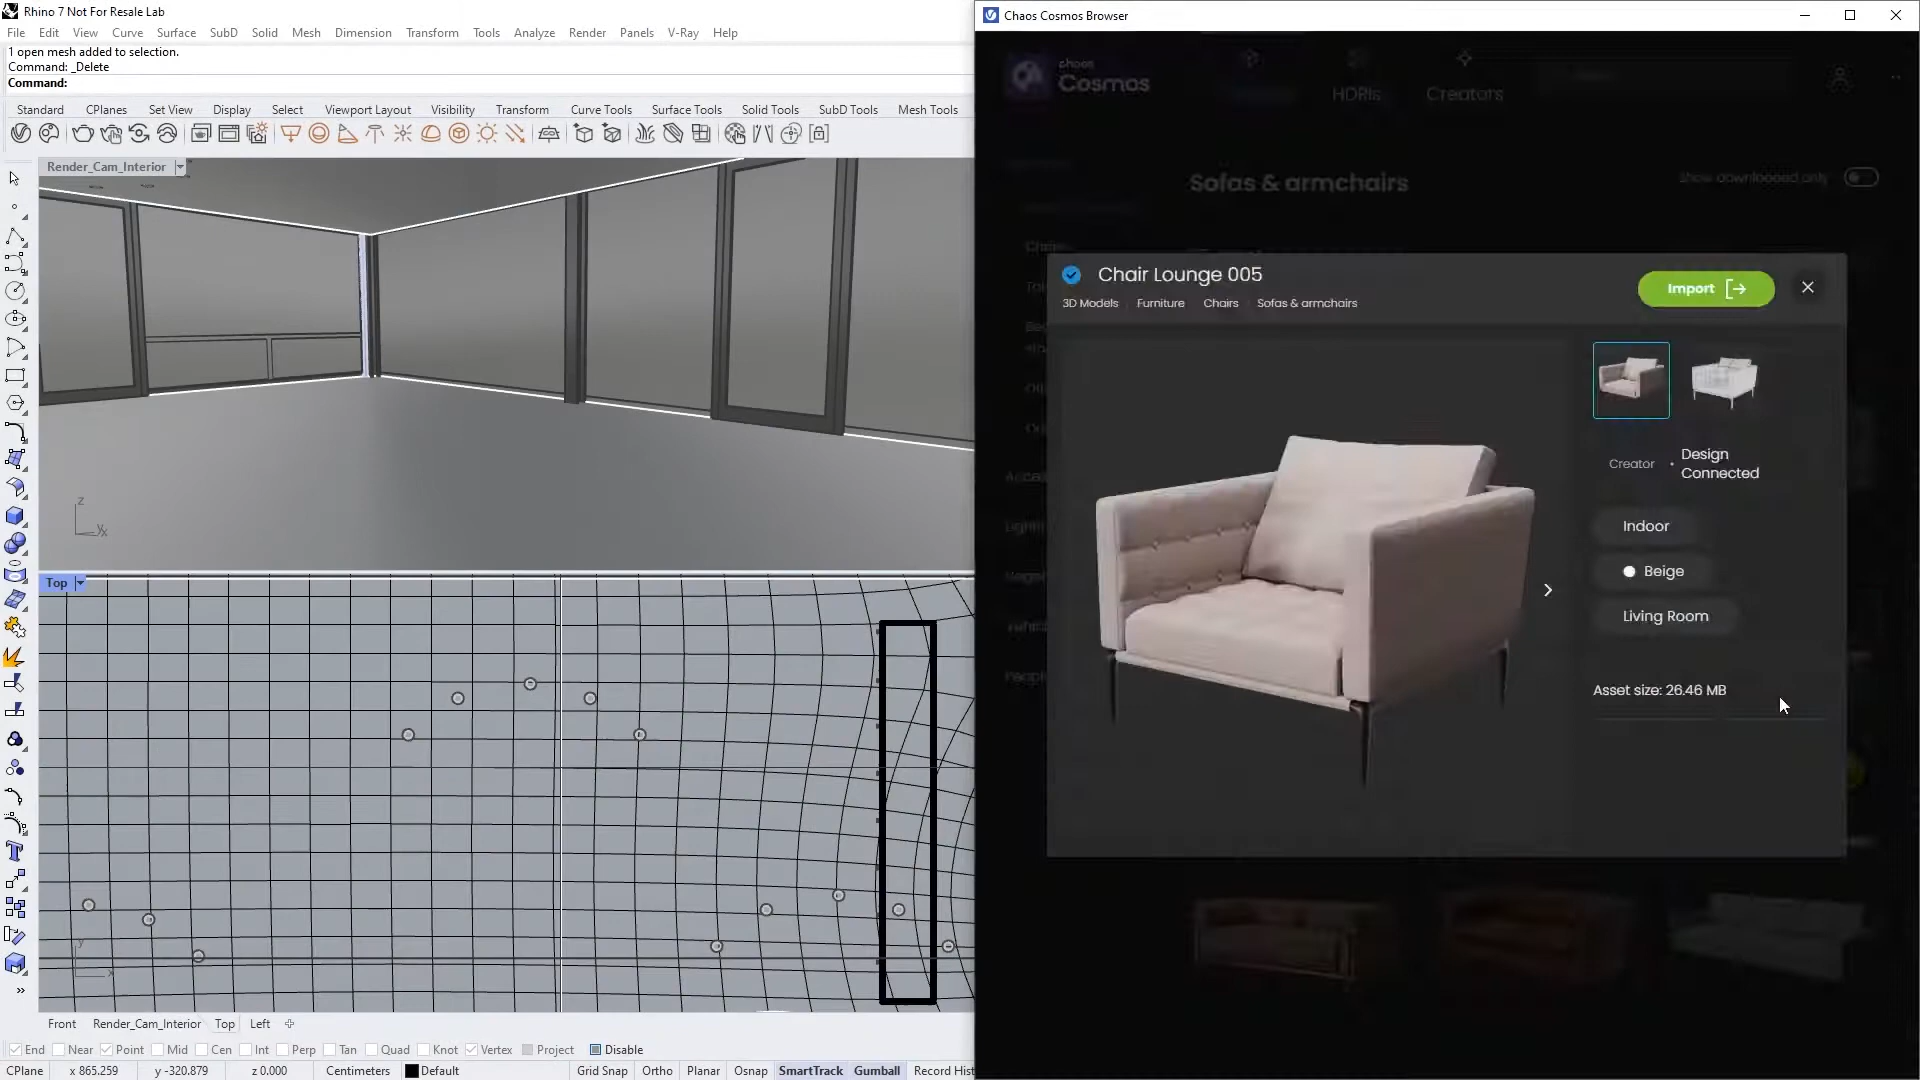 Rhino 7 Not For Resale Lab
File Edit View Curve Surface SubD Solid Mesh Dimension Transform Tools Analyze Render Panels V-Ray Help
1 open mesh added to selection.
Command: _Delete
Command:
Standard CPlanes Set View Display Select Viewport Layout Visibility Transform Curve Tools Surface Tools Solid Tools SubD Tools Mesh Tools
Render_Cam_Interior
z
y x
Top
y
x
Front Render_Cam_Interior Top Left
End Near Point Mid Cen Int Perp Tan Quad Knot Vertex Project Disable
CPlane x 865.259 y -320.879 z 0.000 Centimeters Default Grid Snap Ortho Planar Osnap SmartTrack Gumball Record Hist
Chaos Cosmos Browser
chaos
Cosmos
HDRIs Creators
Sofas & armchairs
Show downloaded only
Chair Lounge 005
Import
3D Models Furniture Chairs Sofas & armchairs
Creator • Design
Connected
Indoor
Beige
Living Room
Asset size: 26.46 MB